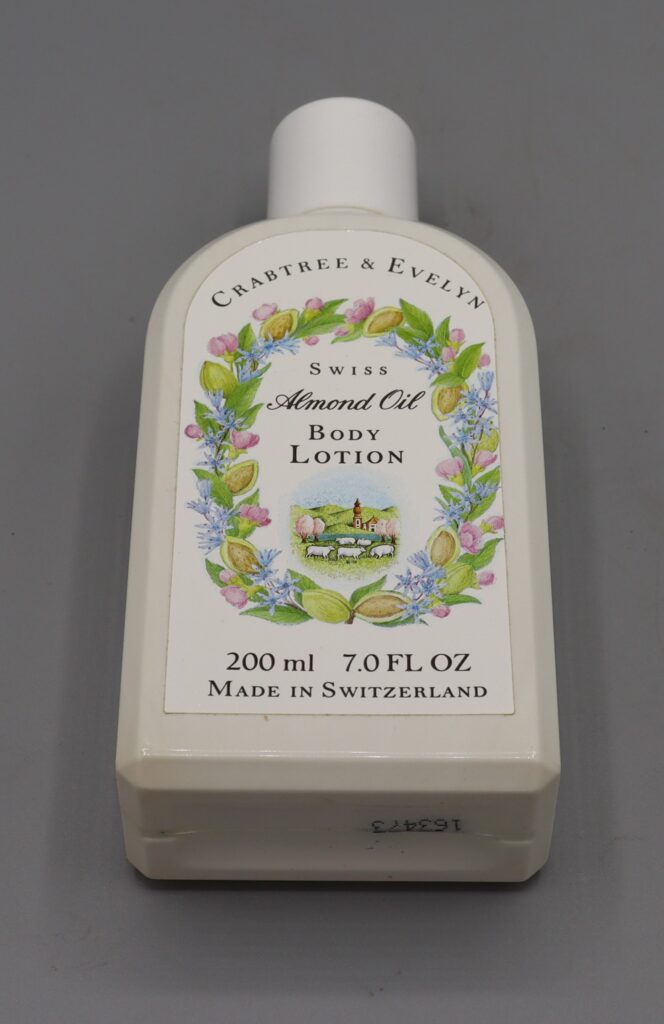 CRABTREE & EVELYN
SWISS
Almond Oil
BODY
LOTION
200 ml 7.0 FL OZ
MADE IN SWITZERLAND
163473